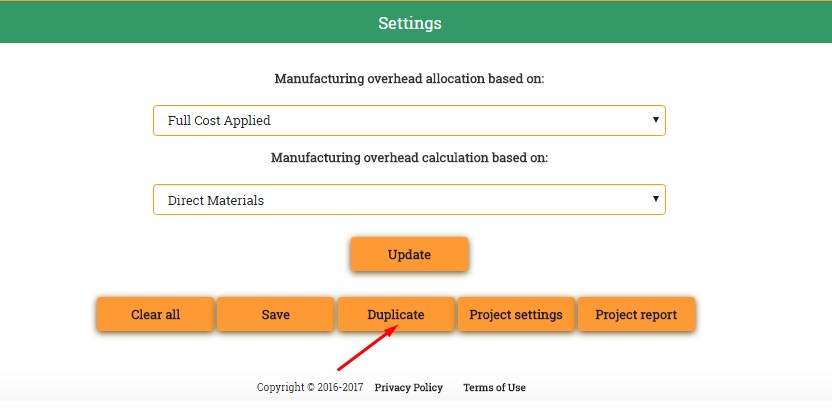 Settings
Manufacturing overhead allocation based on:
Full Cost Applied
Manufacturing overhead calculation based on:
Direct Materials
Update
Clear all Save Duplicate Project settings Project report
Copyright © 2016-2017 Privacy Policy Terms of Use